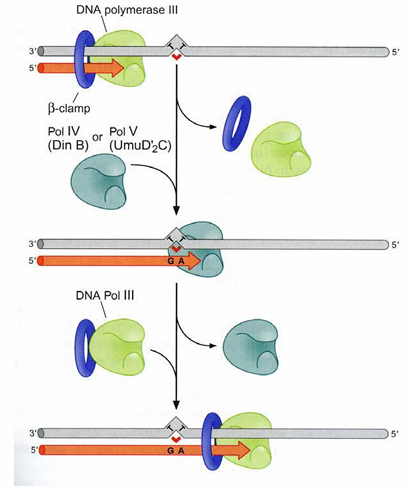 DNA polymerase III
3' 5'
5'
β-clamp
Pol IV or Pol V
(Din B) (UmuD'₂C)
3' 5'
5' G A
DNA Pol III
3' 5'
5' G A